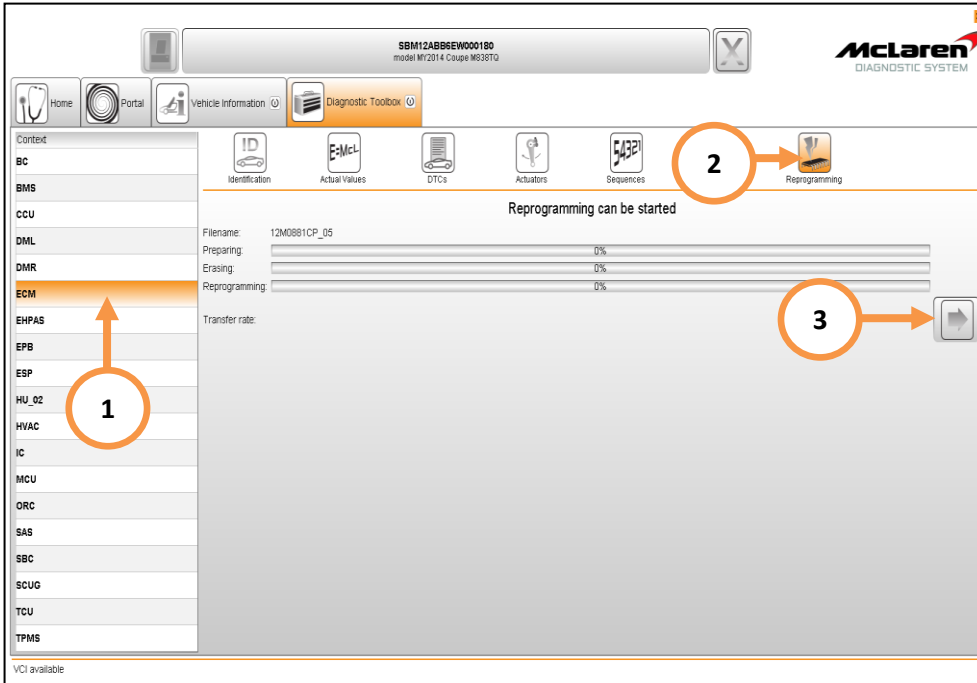 SBM12ABB6EW000180
model MY2014 Coupe M838TQ
McLaren
DIAGNOSTIC SYSTEM
Home
Portal
Vehicle Information
Diagnostic Toolbox
Context
BC
BMS
CCU
DML
DMR
ECM
EHPAS
EPB
ESP
HU_02
HVAC
IC
MCU
ORC
SAS
SBC
SCUG
TCU
TPMS
ID
Identification
E=McL
Actual Values
DTCs
Actuators
54321
Sequences
Reprogramming
Reprogramming can be started
Filename: 12M0881CP_05
Preparing: 0%
Erasing: 0%
Reprogramming: 0%
Transfer rate:
1
2
3
VCI available